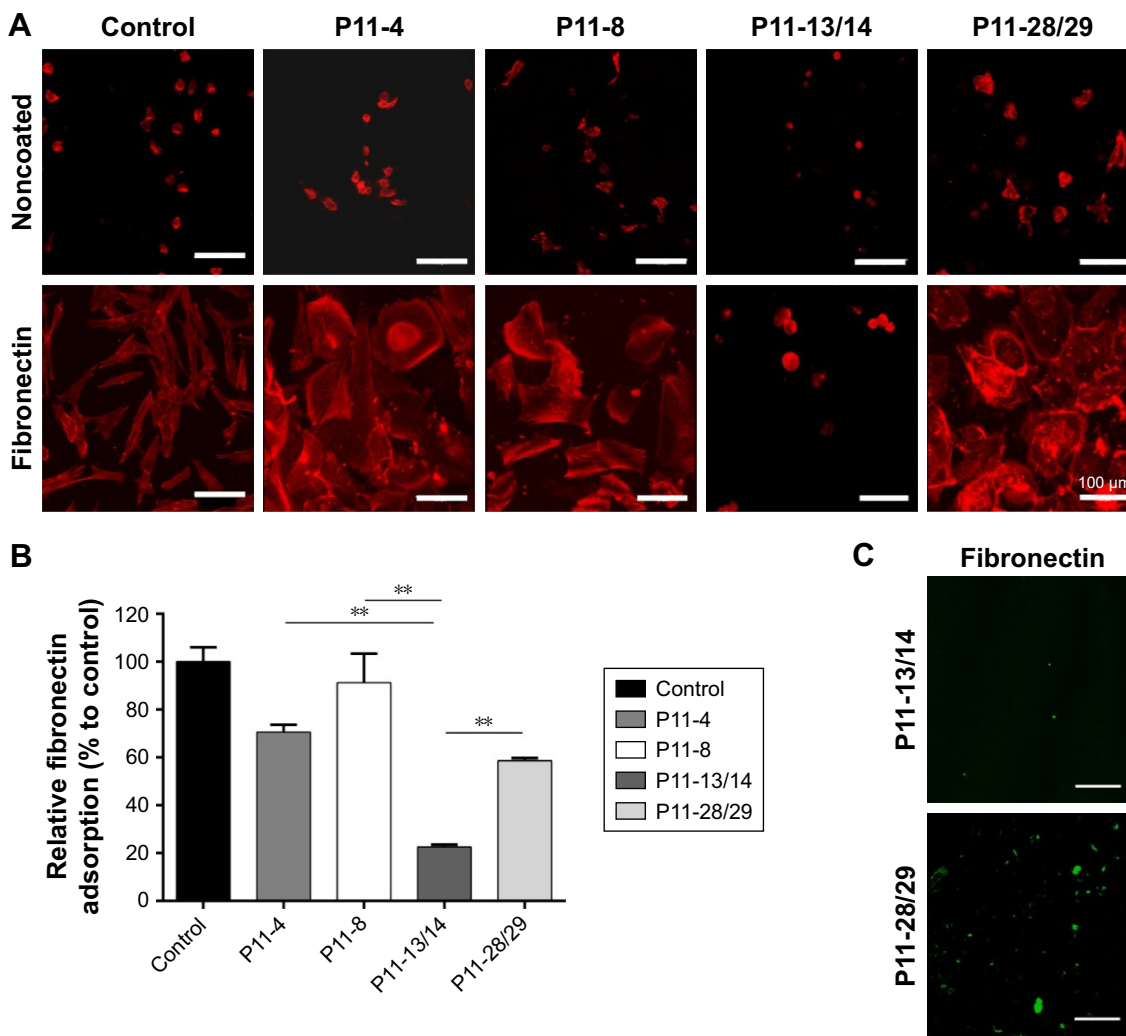 A
Control
P11-4
P11-8
P11-13/14
P11-28/29
Noncoated
Fibronectin
100 µm
B
Relative fibronectin
adsorption (% to control)
120
100
80
60
40
20
0
**
**
**
Control
P11-4
P11-8
P11-13/14
P11-28/29
Control
P11-4
P11-8
P11-13/14
P11-28/29
C
Fibronectin
P11-13/14
P11-28/29